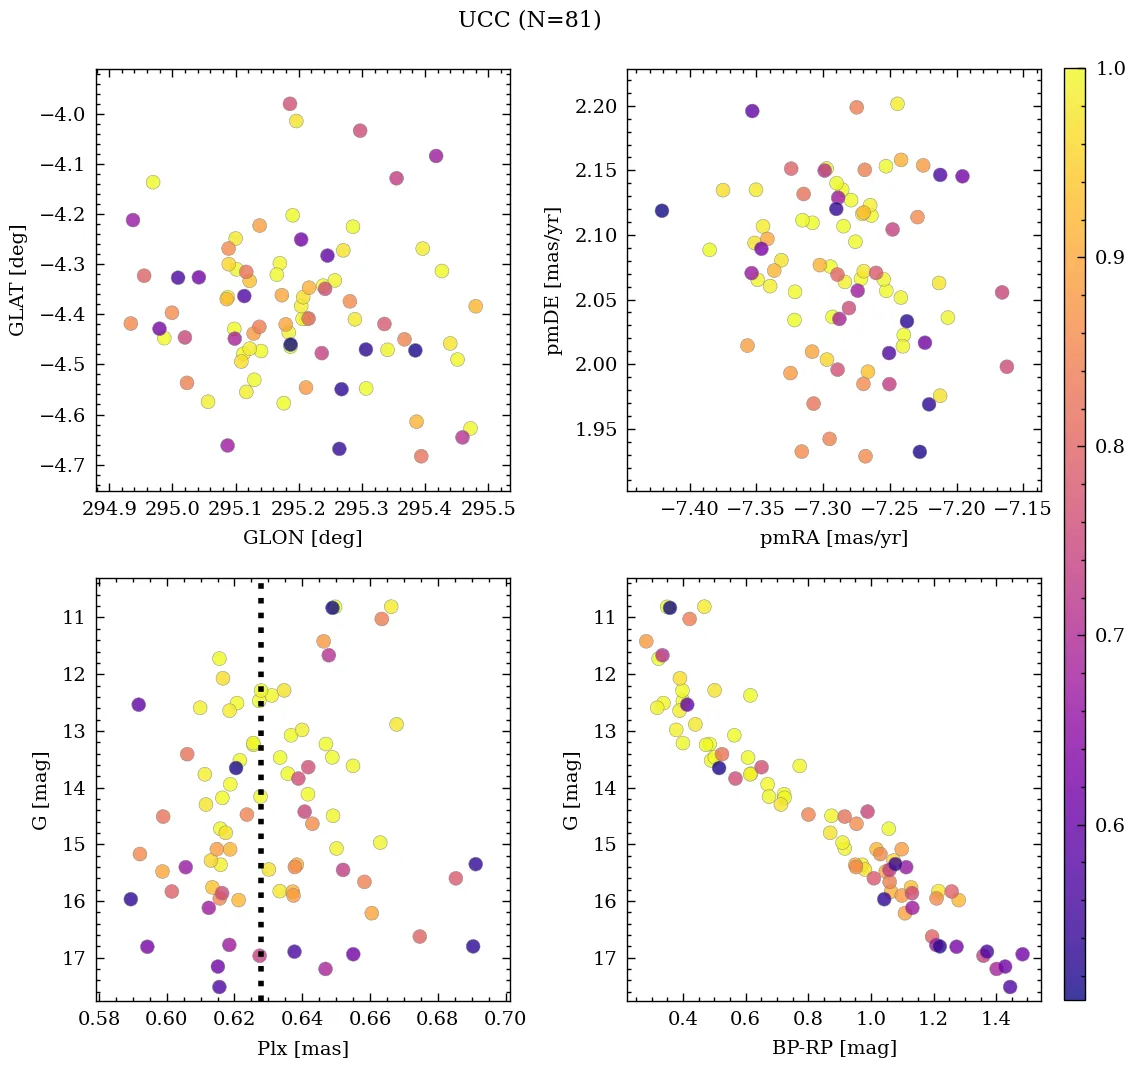 UCC (N=81)
−4.0
−4.1
−4.2
−4.3
−4.4
−4.5
−4.6
−4.7
GLAT [deg]
294.9 295.0 295.1 295.2 295.3 295.4 295.5
GLON [deg]
2.20
2.15
2.10
2.05
2.00
1.95
pmDE [mas/yr]
−7.40 −7.35 −7.30 −7.25 −7.20 −7.15
pmRA [mas/yr]
1.0
0.9
0.8
0.7
0.6
11
12
13
14
15
16
17
G [mag]
0.58 0.60 0.62 0.64 0.66 0.68 0.70
Plx [mas]
11
12
13
14
15
16
17
G [mag]
0.4 0.6 0.8 1.0 1.2 1.4
BP-RP [mag]